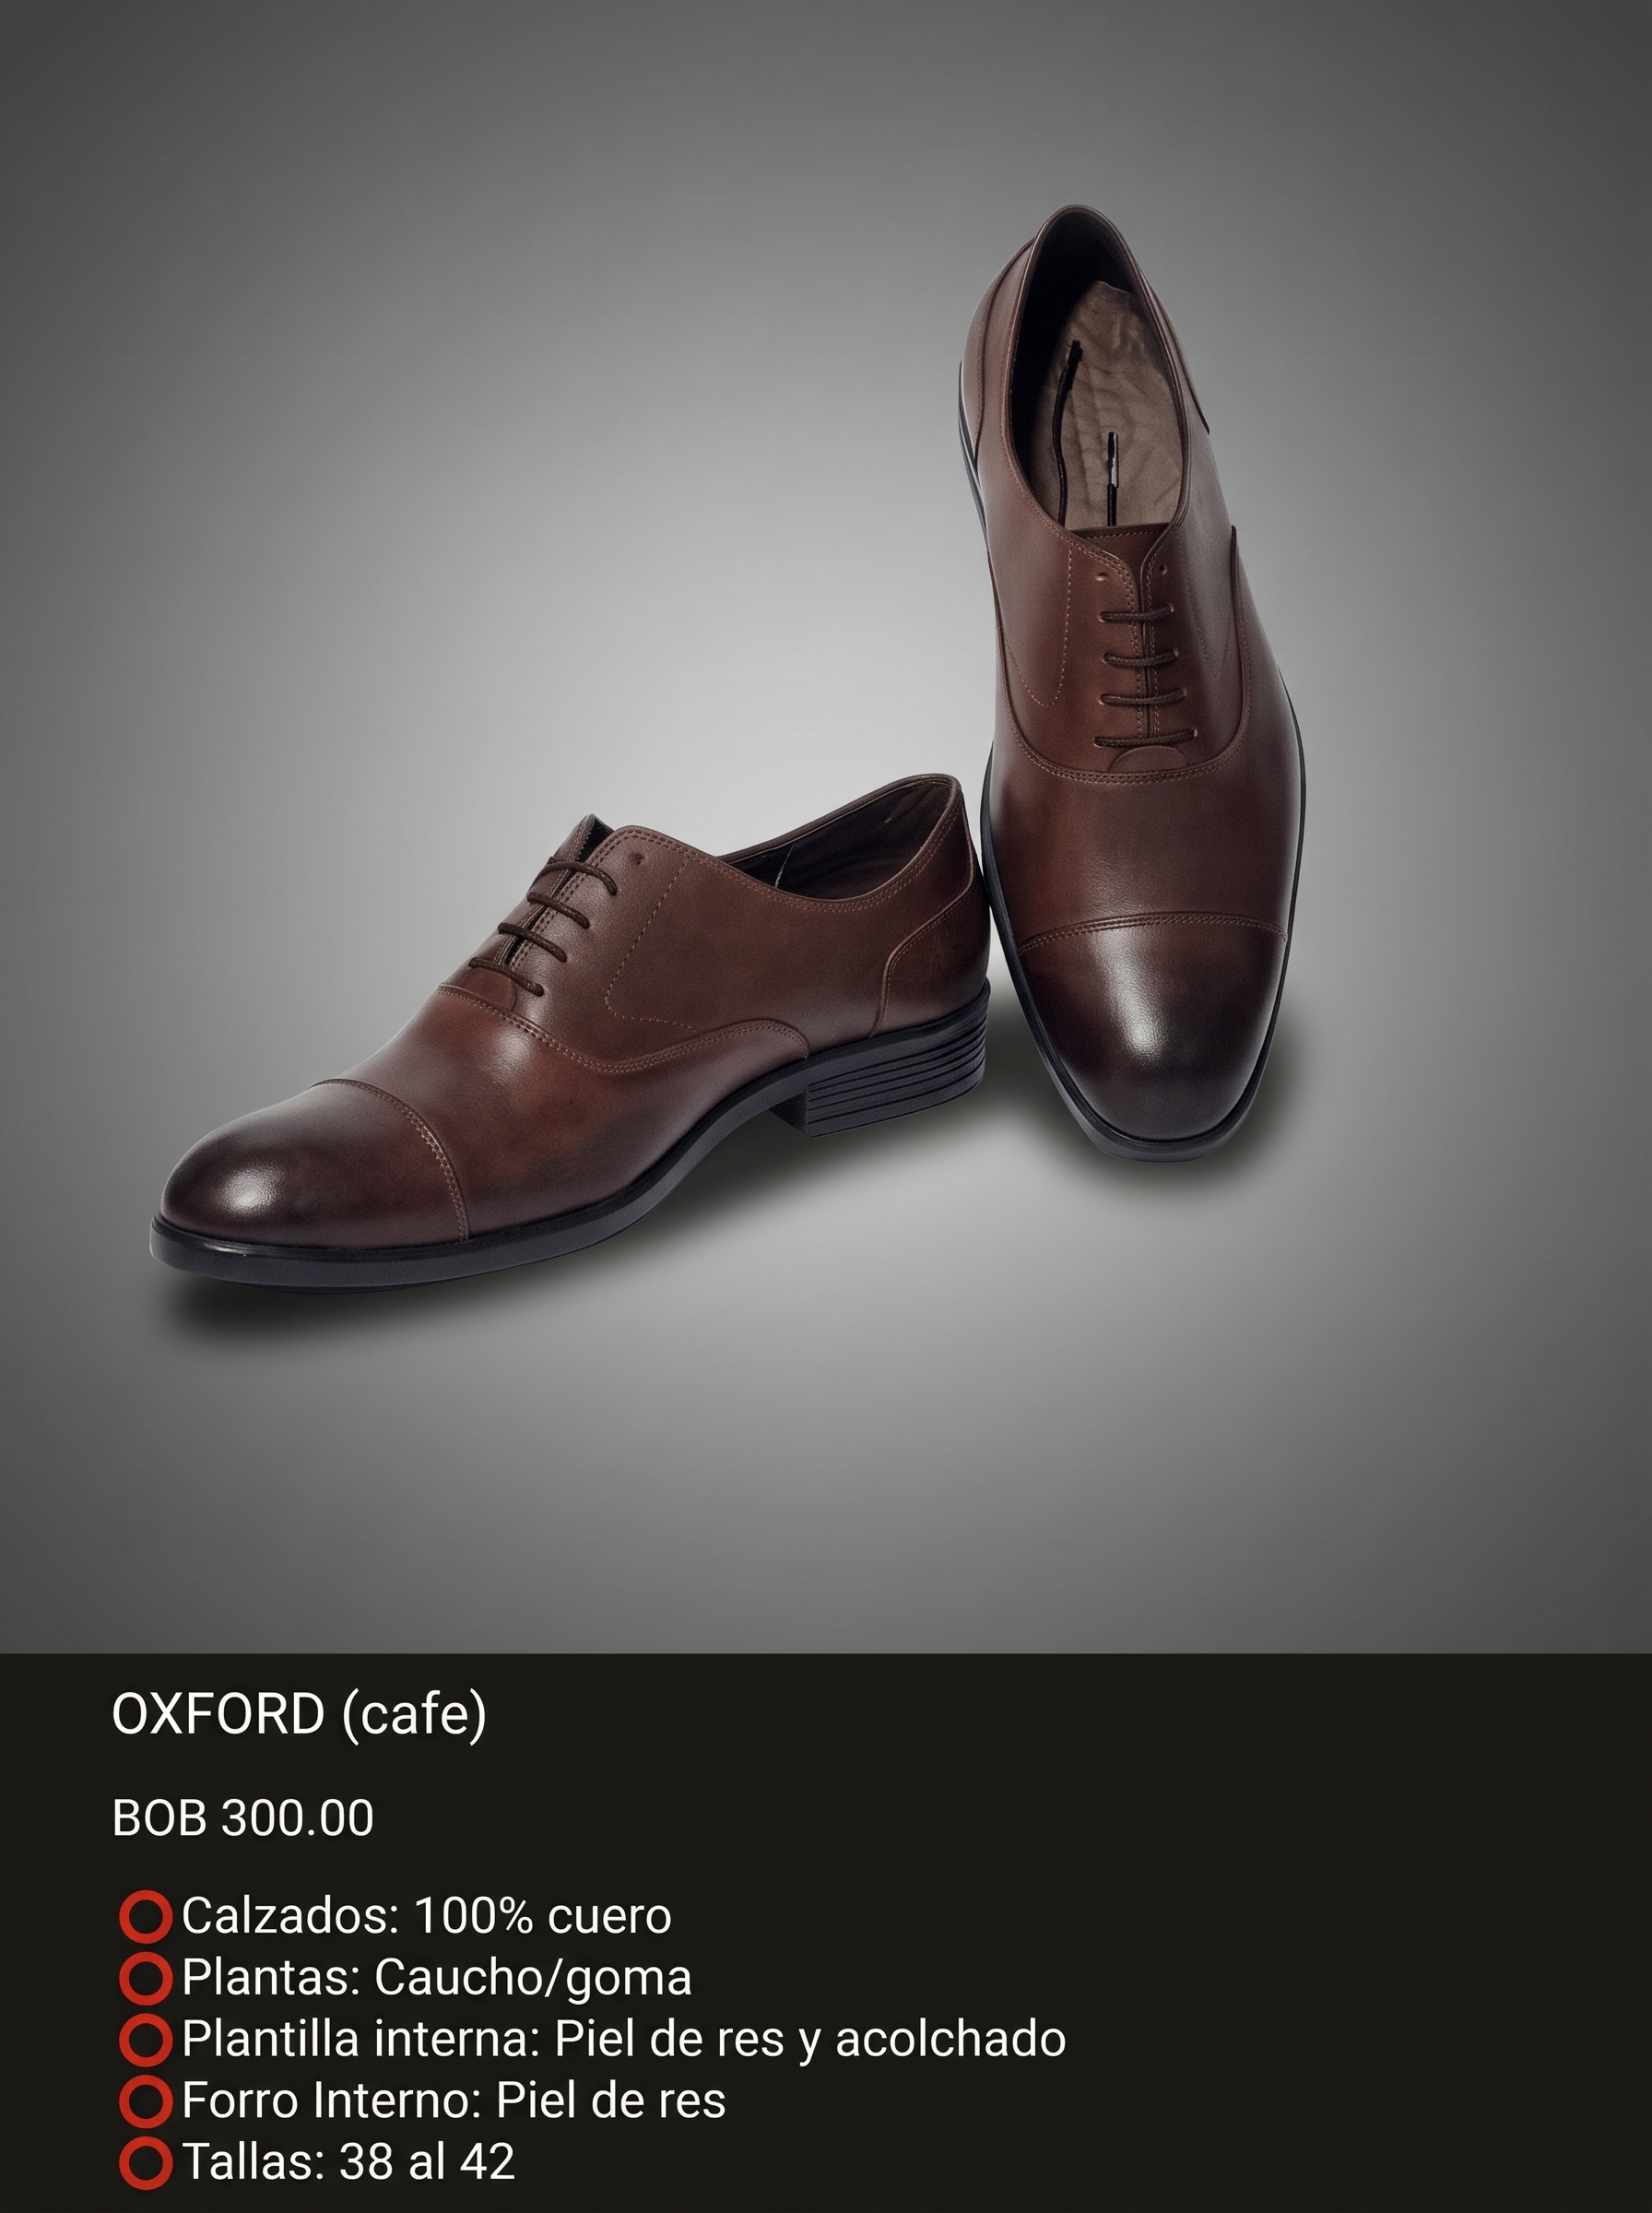 OXFORD (cafe)
BOB 300.00
Calzados: 100% cuero
Plantas: Caucho/goma
Plantilla interna: Piel de res y acolchado
Forro Interno: Piel de res
Tallas: 38 al 42